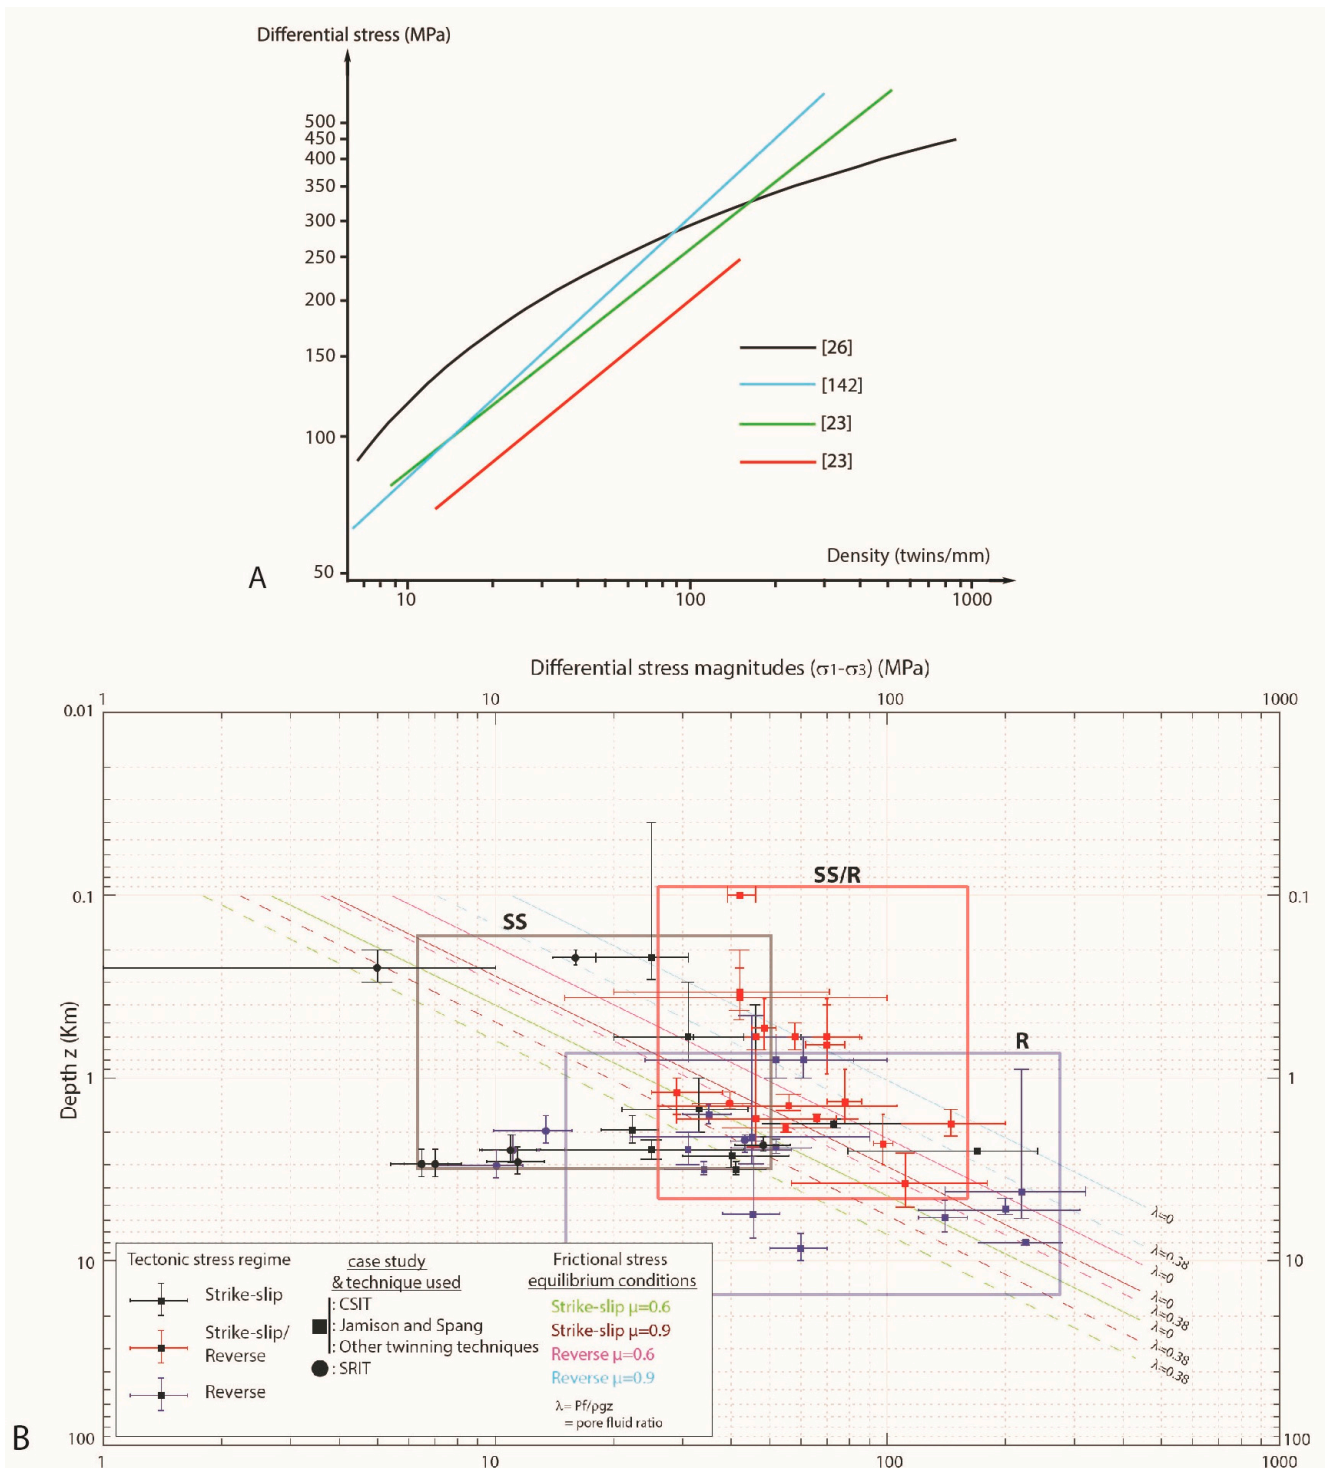 Differential stress (MPa)
500
450
400
350
300
250
200
150
100
50
[26]
[142]
[23]
[23]
Density (twins/mm)
A
10
100
1000
Differential stress magnitudes (σ1-σ3) (MPa)
1
10
100
1000
0.01
0.01
SS/R
0.1
0.1
SS
R
Depth z (Km)
1
1
λ=0
λ=0.38
λ=0
λ=0
λ=0.38
λ=0
λ=0.38
λ=0.38
10
10
Tectonic stress regime
Strike-slip
Strike-slip/
Reverse
Reverse
case study
& technique used
: CSIT
: Jamison and Spang
: Other twinning techniques
: SRIT
Frictional stress
equilibrium conditions
Strike-slip μ=0.6
Strike-slip μ=0.9
Reverse μ=0.6
Reverse μ=0.9
λ= Pf/ρgz
= pore fluid ratio
B
100
100
1
10
100
1000